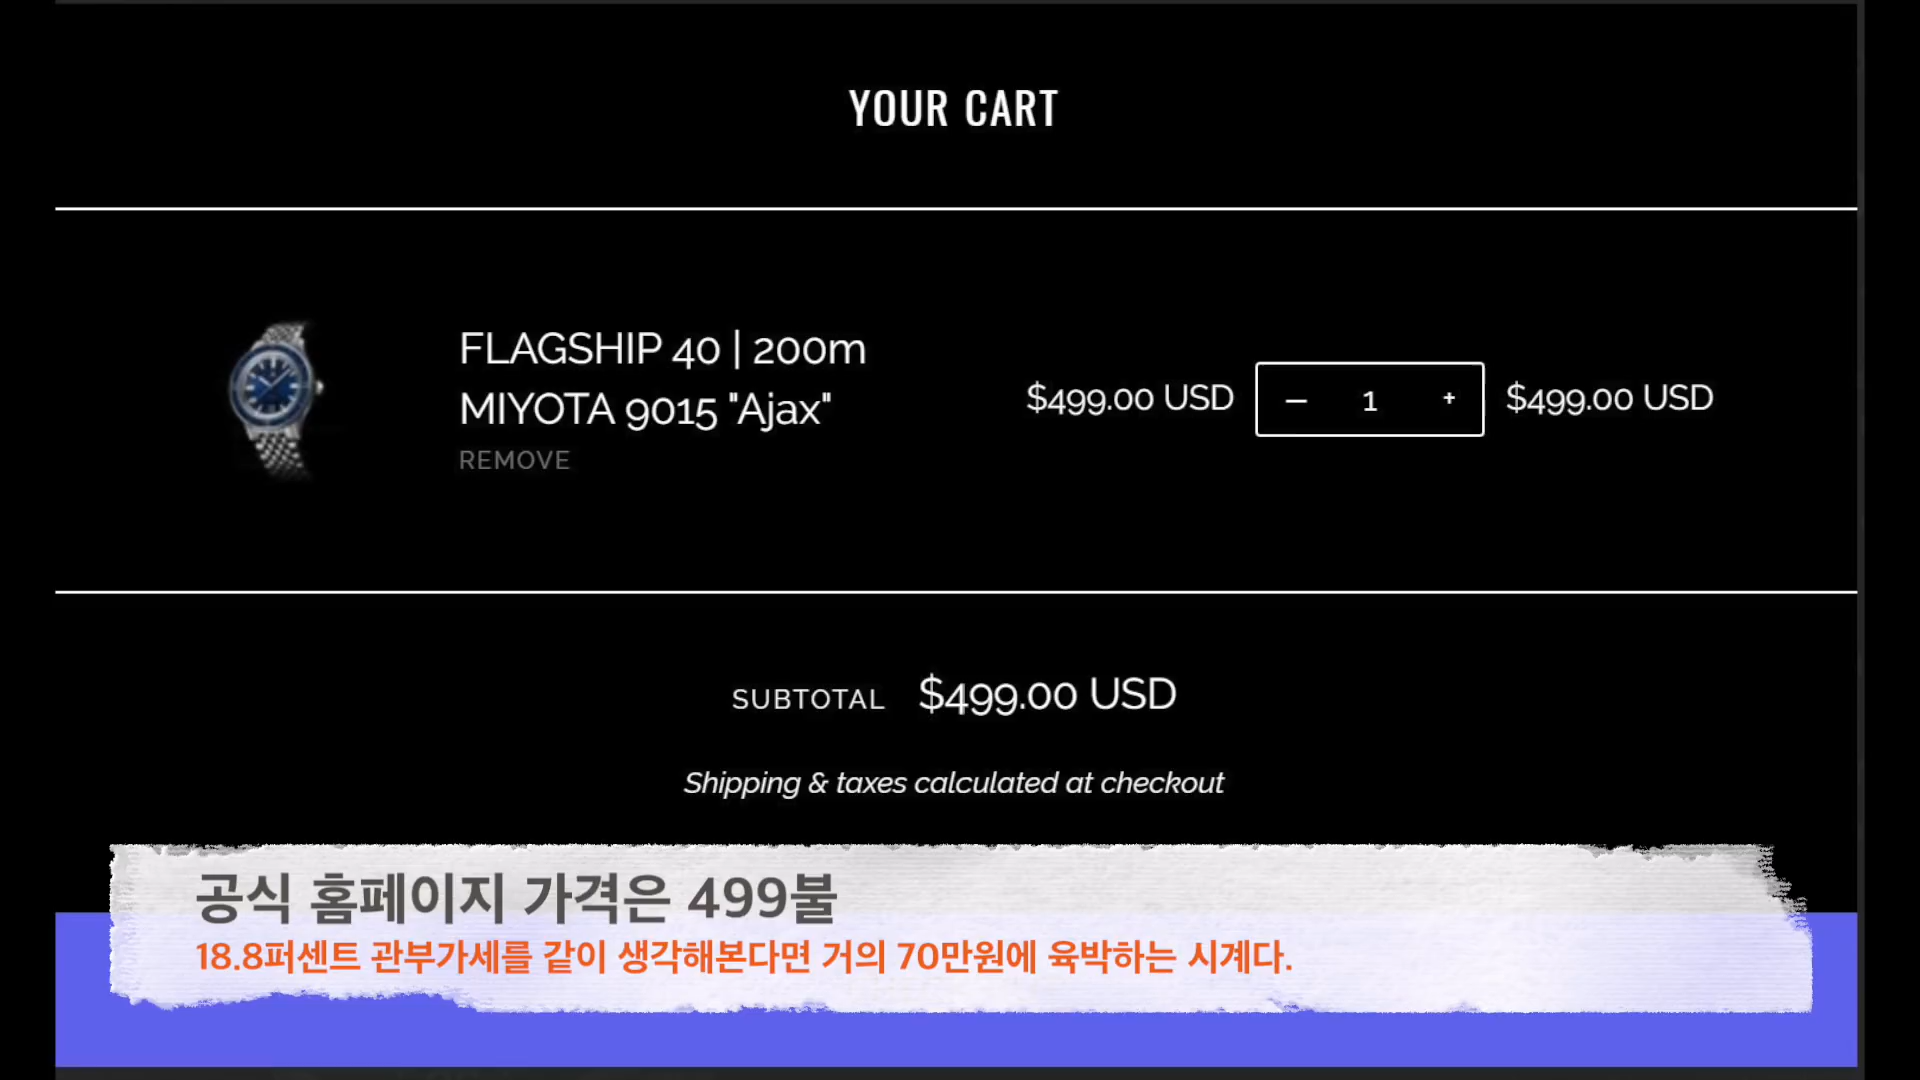 YOUR CART
FLAGSHIP 40 | 200m
MIYOTA 9015 "Ajax"
REMOVE
$499.00 USD — 1 + $499.00 USD
SUBTOTAL $499.00 USD
Shipping & taxes calculated at checkout
공식 홈페이지 가격은 499불
18.8퍼센트 관부가세를 같이 생각해본다면 거의 70만원에 육박하는 시계다.